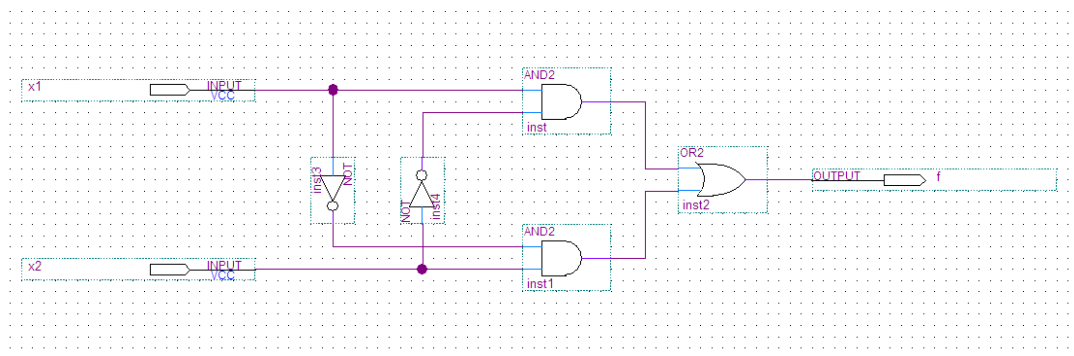 x1
INPUT
VCC
AND2
inst
inst3
NOT
NOT
inst4
OR2
inst2
OUTPUT
f
x2
INPUT
VCC
AND2
inst1